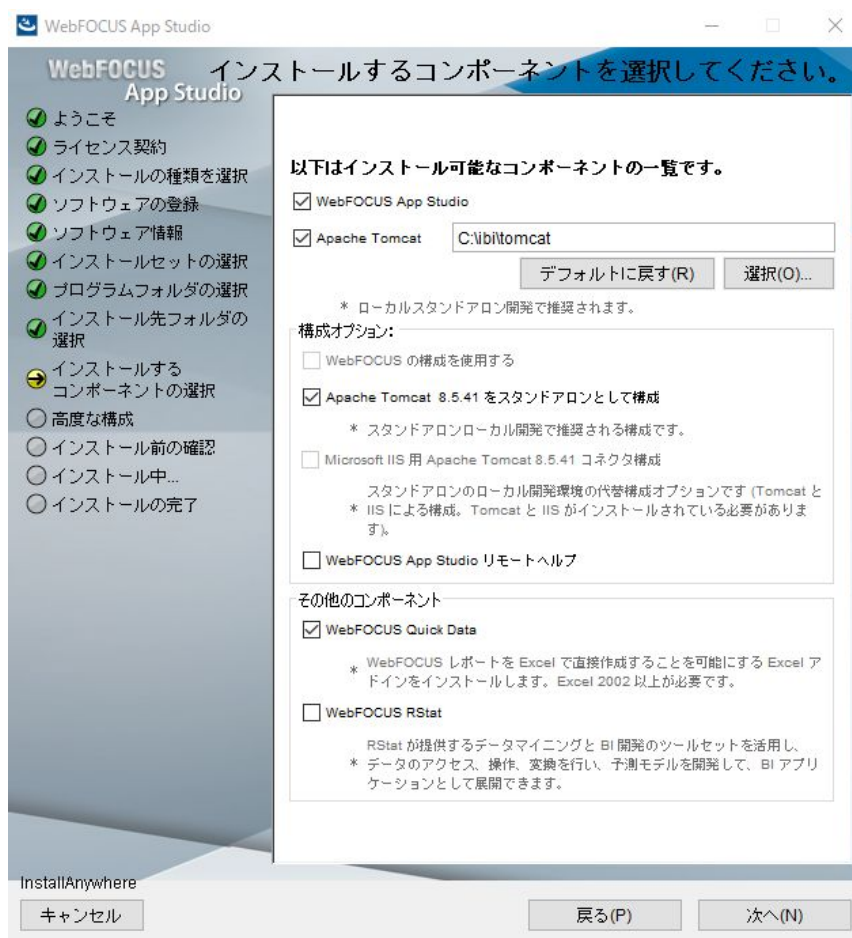 WebFOCUS App Studio
WebFOCUS
App Studio
インストールするコンポーネントを選択してください。
ようこそ
ライセンス契約
インストールの種類を選択
ソフトウェアの登録
ソフトウェア情報
インストールセットの選択
プログラムフォルダの選択
インストール先フォルダの
選択
インストールする
コンポーネントの選択
高度な構成
インストール前の確認
インストール中...
インストールの完了
以下はインストール可能なコンポーネントの一覧です。
WebFOCUS App Studio
Apache Tomcat C:\ibi\tomcat
デフォルトに戻す(R) 選択(O)...
* ローカルスタンドアロン開発で推奨されます。
構成オプション:
WebFOCUS の構成を使用する
Apache Tomcat 8.5.41 をスタンドアロンとして構成
* スタンドアロンローカル開発で推奨される構成です。
Microsoft IIS 用 Apache Tomcat 8.5.41 コネクタ構成
スタンドアロンのローカル開発環境の代替構成オプションです (Tomcat と
* IIS による構成。Tomcat と IIS がインストールされている必要がありま
す)。
WebFOCUS App Studio リモートヘルプ
その他のコンポーネント
WebFOCUS Quick Data
* WebFOCUS レポートを Excel で直接作成することを可能にする Excel ア
ドインをインストールします。Excel 2002 以上が必要です。
WebFOCUS RStat
RStat が提供するデータマイニングと BI 開発のツールセットを活用し、
* データのアクセス、操作、変換を行い、予測モデルを開発して、BI アプリ
ケーションとして展開できます。
InstallAnywhere
キャンセル 戻る(P) 次へ(N)